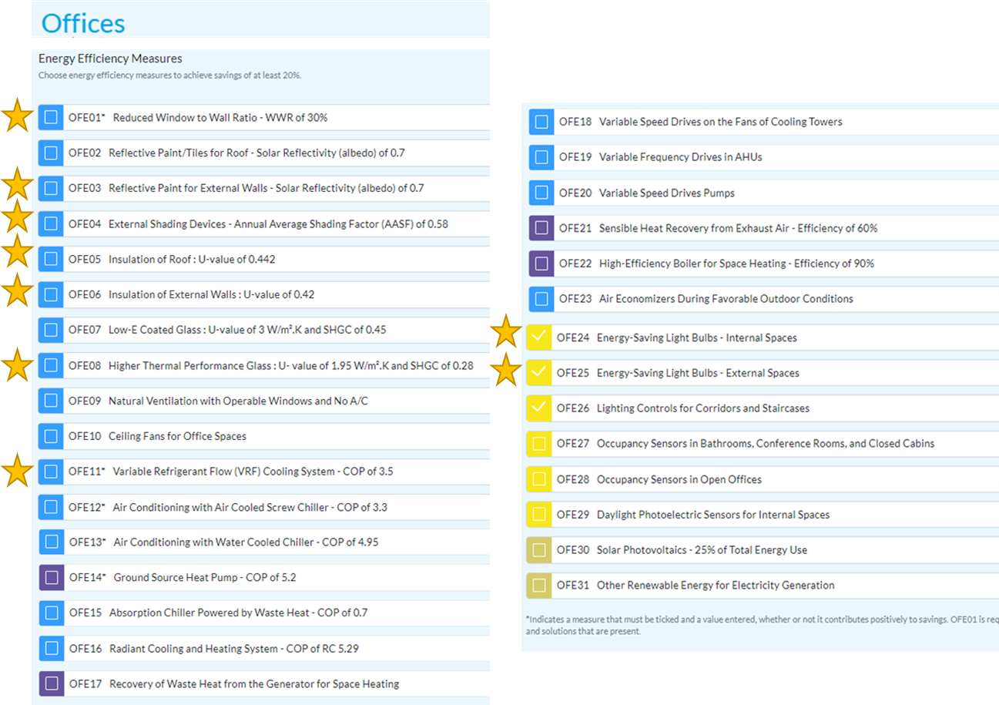 Offices
Energy Efficiency Measures
Choose energy efficiency measures to achieve savings of at least 20%.
OFE01* Reduced Window to Wall Ratio - WWR of 30%
OFE02 Reflective Paint/Tiles for Roof - Solar Reflectivity (albedo) of 0.7
OFE03 Reflective Paint for External Walls - Solar Reflectivity (albedo) of 0.7
OFE04 External Shading Devices - Annual Average Shading Factor (AASF) of 0.58
OFE05 Insulation of Roof : U-value of 0.442
OFE06 Insulation of External Walls : U-value of 0.42
OFE07 Low-E Coated Glass : U-value of 3 W/m².K and SHGC of 0.45
OFE08 Higher Thermal Performance Glass : U- value of 1.95 W/m².K and SHGC of 0.28
OFE09 Natural Ventilation with Operable Windows and No A/C
OFE10 Ceiling Fans for Office Spaces
OFE11* Variable Refrigerant Flow (VRF) Cooling System - COP of 3.5
OFE12* Air Conditioning with Air Cooled Screw Chiller - COP of 3.3
OFE13* Air Conditioning with Water Cooled Chiller - COP of 4.95
OFE14* Ground Source Heat Pump - COP of 5.2
OFE15 Absorption Chiller Powered by Waste Heat - COP of 0.7
OFE16 Radiant Cooling and Heating System - COP of RC 5.29
OFE17 Recovery of Waste Heat from the Generator for Space Heating
OFE18 Variable Speed Drives on the Fans of Cooling Towers
OFE19 Variable Frequency Drives in AHUs
OFE20 Variable Speed Drives Pumps
OFE21 Sensible Heat Recovery from Exhaust Air - Efficiency of 60%
OFE22 High-Efficiency Boiler for Space Heating - Efficiency of 90%
OFE23 Air Economizers During Favorable Outdoor Conditions
OFE24 Energy-Saving Light Bulbs - Internal Spaces
OFE25 Energy-Saving Light Bulbs - External Spaces
OFE26 Lighting Controls for Corridors and Staircases
OFE27 Occupancy Sensors in Bathrooms, Conference Rooms, and Closed Cabins
OFE28 Occupancy Sensors in Open Offices
OFE29 Daylight Photoelectric Sensors for Internal Spaces
OFE30 Solar Photovoltaics - 25% of Total Energy Use
OFE31 Other Renewable Energy for Electricity Generation
*Indicates a measure that must be ticked and a value entered, whether or not it contributes positively to savings. OFE01 is
and solutions that are present.